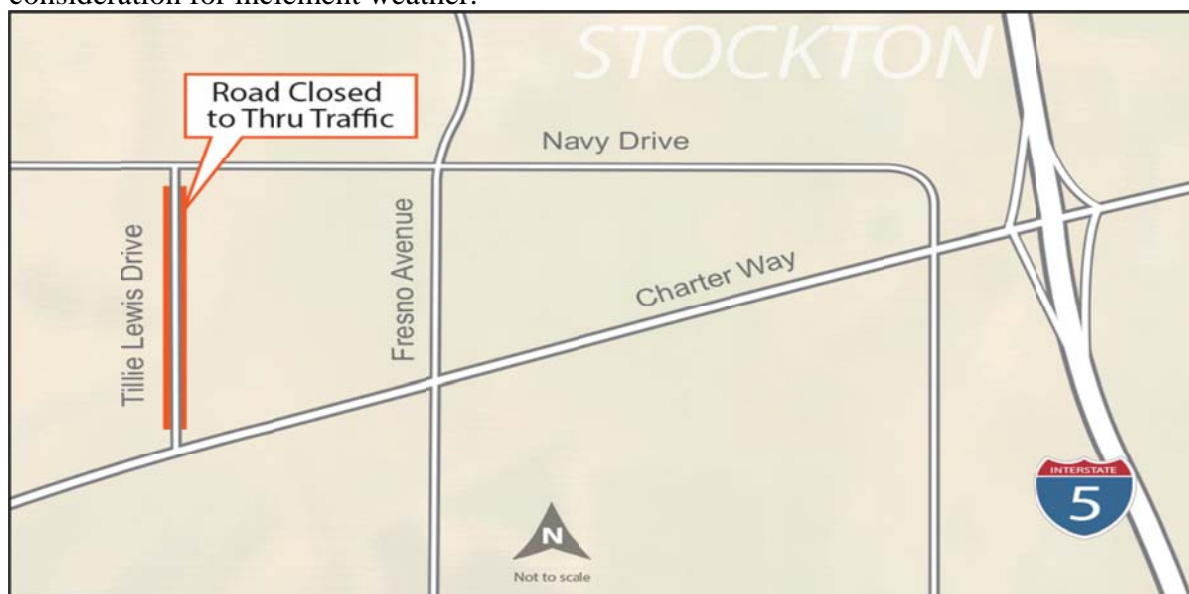 consideration for inclement weather.
STOCKTON
Road Closed
to Thru Traffic
Navy Drive
Tillie Lewis Drive
Fresno Avenue
Charter Way
INTERSTATE
5
N
Not to scale